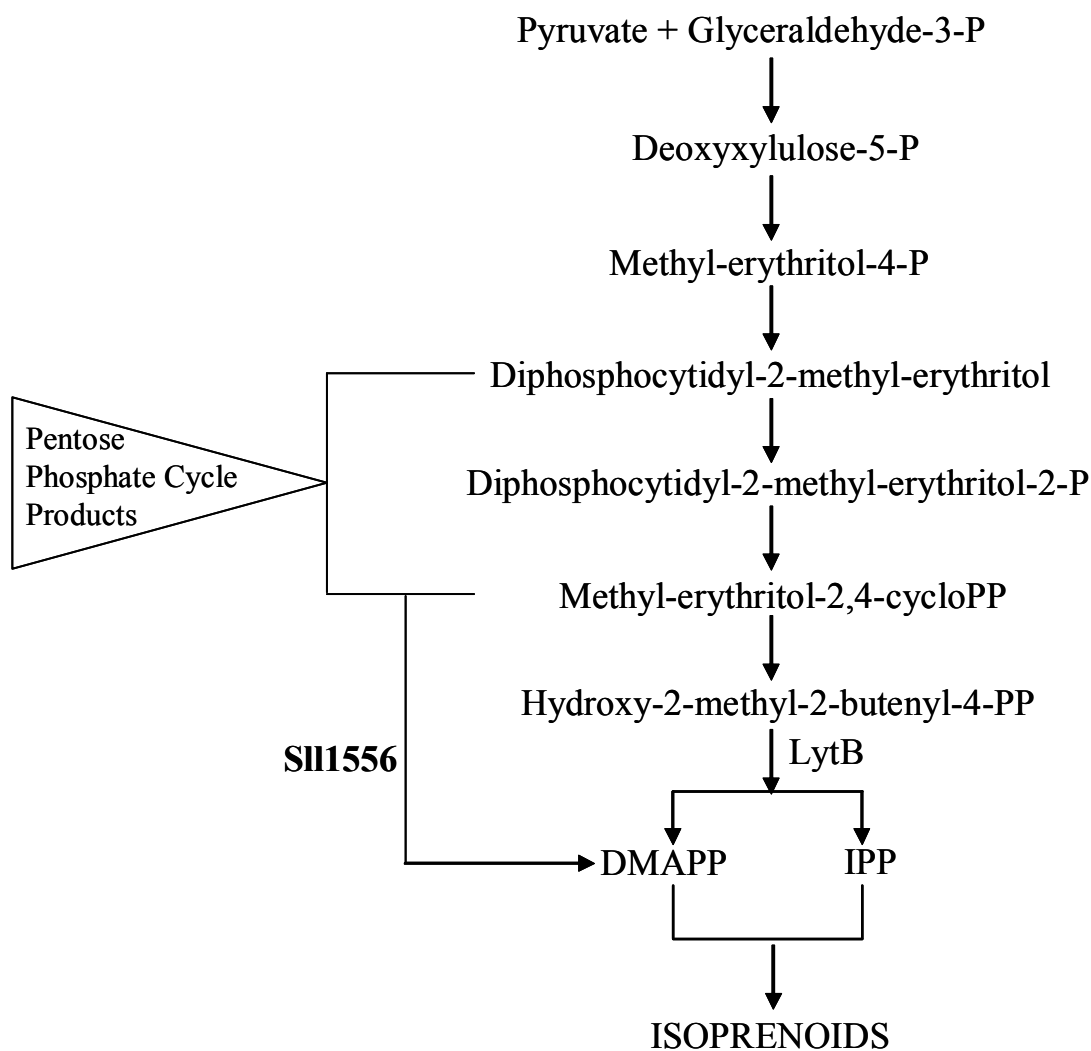 Pyruvate + Glyceraldehyde-3-P
Deoxyxylulose-5-P
Methyl-erythritol-4-P
Diphosphocytidyl-2-methyl-erythritol
Pentose
Phosphate Cycle
Products
Diphosphocytidyl-2-methyl-erythritol-2-P
Methyl-erythritol-2,4-cycloPP
Hydroxy-2-methyl-2-butenyl-4-PP
LytB
Sll1556
DMAPP
IPP
ISOPRENOIDS